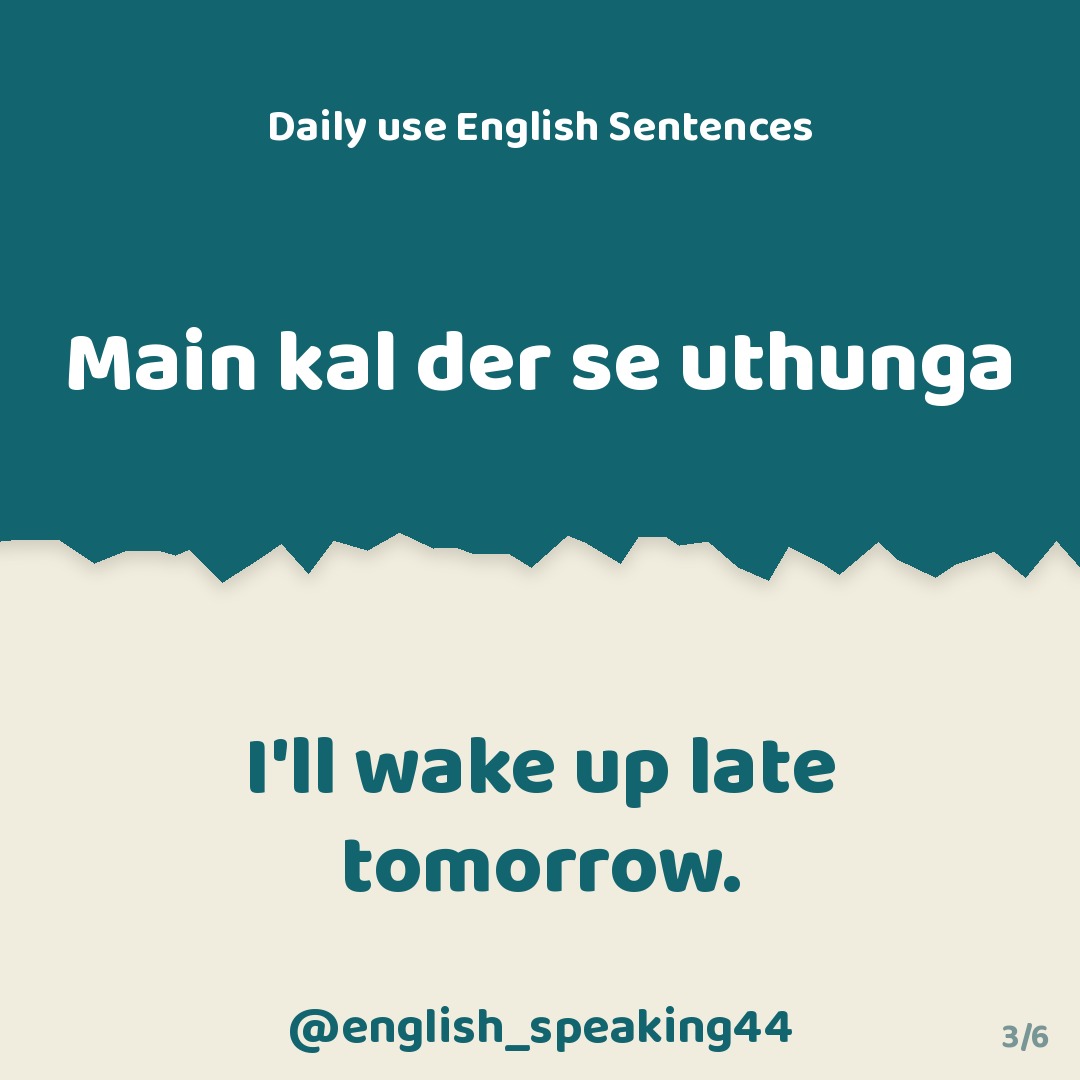 Daily use English Sentences
Main kal der se uthunga
I'll wake up late
tomorrow.
@english_speaking44
3/6